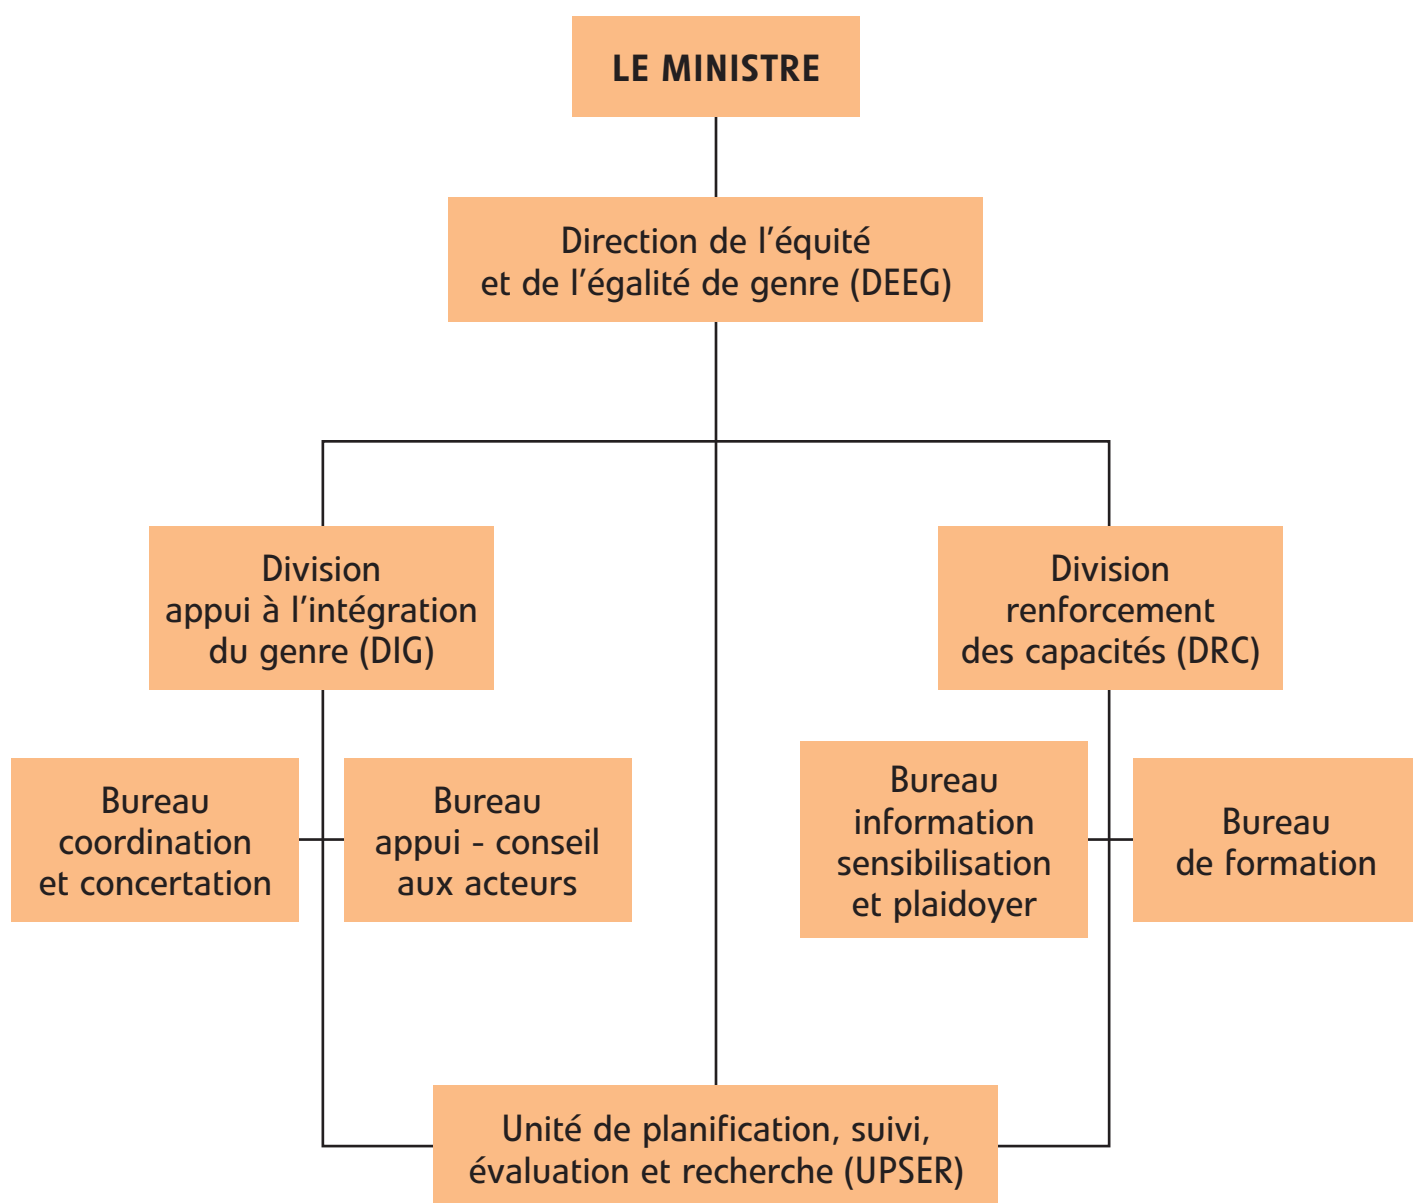 LE MINISTRE
Direction de l'équité
et de l'égalité de genre (DEEG)
Division
appui à l'intégration
du genre (DIG)
Division
renforcement
des capacités (DRC)
Bureau
coordination
et concertation
Bureau
appui - conseil
aux acteurs
Bureau
information
sensibilisation
et plaidoyer
Bureau
de formation
Unité de planification, suivi,
évaluation et recherche (UPSER)